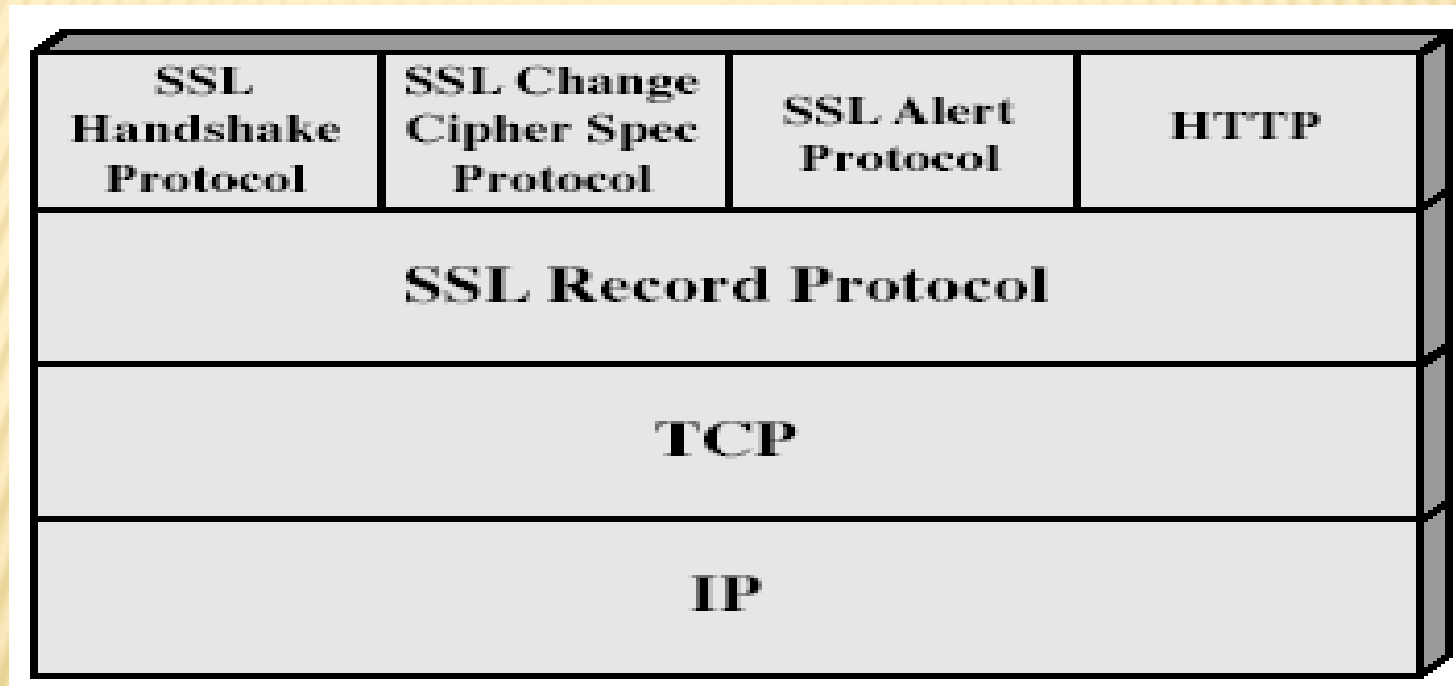 SSL
Handshake
Protocol
SSL Change
Cipher Spec
Protocol
SSL Alert
Protocol
HTTP
SSL Record Protocol
TCP
IP